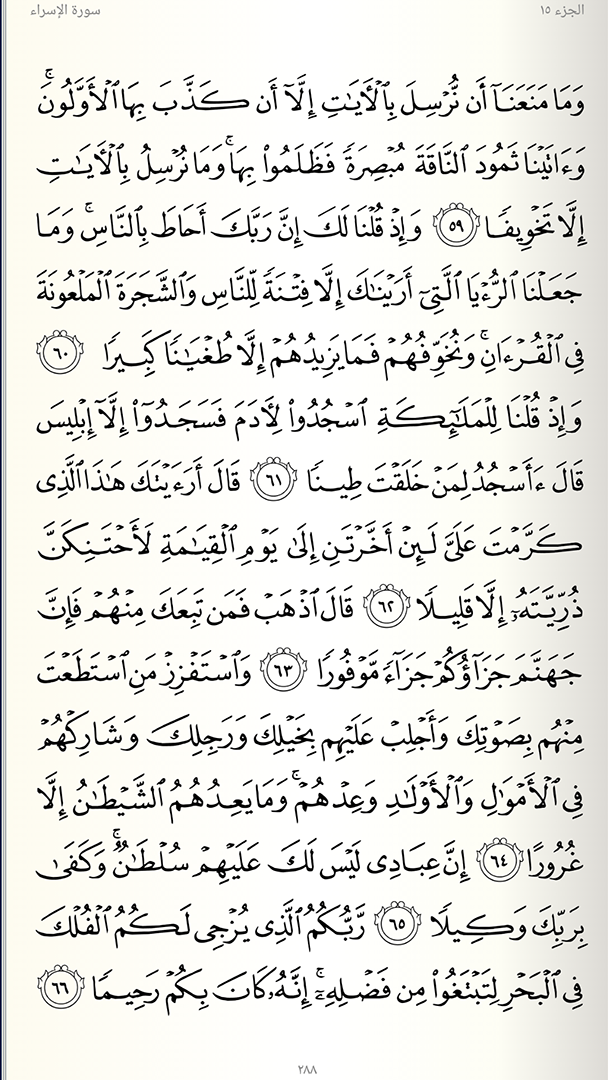 الجزء ١٥
سورة الإسراء
وَمَا مَنَعَنَآ أَن نُّرْسِلَ بِٱلْـَٔايَـٰتِ إِلَّآ أَن كَذَّبَ بِهَا ٱلْأَوَّلُونَ ۚ
وَءَاتَيْنَا ثَمُودَ ٱلنَّاقَةَ مُبْصِرَةً فَظَلَمُوا۟ بِهَا ۚ وَمَا نُرْسِلُ بِٱلْـَٔايَـٰتِ
إِلَّا تَخْوِيفًا ٥٩ وَإِذْ قُلْنَا لَكَ إِنَّ رَبَّكَ أَحَاطَ بِٱلنَّاسِ ۚ وَمَا
جَعَلْنَا ٱلرُّءْيَا ٱلَّتِىٓ أَرَيْنَـٰكَ إِلَّا فِتْنَةً لِّلنَّاسِ وَٱلشَّجَرَةَ ٱلْمَلْعُونَةَ
فِى ٱلْقُرْءَانِ ۚ وَنُخَوِّفُهُمْ فَمَا يَزِيدُهُمْ إِلَّا طُغْيَـٰنًا كَبِيرًا ٦٠
وَإِذْ قُلْنَا لِلْمَلَـٰٓئِكَةِ ٱسْجُدُوا۟ لِـَٔادَمَ فَسَجَدُوٓا۟ إِلَّآ إِبْلِيسَ
قَالَ ءَأَسْجُدُ لِمَنْ خَلَقْتَ طِينًا ٦١ قَالَ أَرَءَيْتَكَ هَـٰذَا ٱلَّذِى
كَرَّمْتَ عَلَىَّ لَئِنْ أَخَّرْتَنِ إِلَىٰ يَوْمِ ٱلْقِيَـٰمَةِ لَأَحْتَنِكَنَّ
ذُرِّيَّتَهُۥٓ إِلَّا قَلِيلًا ٦٢ قَالَ ٱذْهَبْ فَمَن تَبِعَكَ مِنْهُمْ فَإِنَّ
جَهَنَّمَ جَزَآؤُكُمْ جَزَآءً مَّوْفُورًا ٦٣ وَٱسْتَفْزِزْ مَنِ ٱسْتَطَعْتَ
مِنْهُم بِصَوْتِكَ وَأَجْلِبْ عَلَيْهِم بِخَيْلِكَ وَرَجِلِكَ وَشَارِكْهُمْ
فِى ٱلْأَمْوَٰلِ وَٱلْأَوْلَـٰدِ وَعِدْهُمْ ۚ وَمَا يَعِدُهُمُ ٱلشَّيْطَـٰنُ إِلَّا
غُرُورًا ٦٤ إِنَّ عِبَادِى لَيْسَ لَكَ عَلَيْهِمْ سُلْطَـٰنٌ ۚ وَكَفَىٰ
بِرَبِّكَ وَكِيلًا ٦٥ رَّبُّكُمُ ٱلَّذِى يُزْجِى لَكُمُ ٱلْفُلْكَ
فِى ٱلْبَحْرِ لِتَبْتَغُوا۟ مِن فَضْلِهِۦٓ ۚ إِنَّهُۥ كَانَ بِكُمْ رَحِيمًا ٦٦
٢٨٨